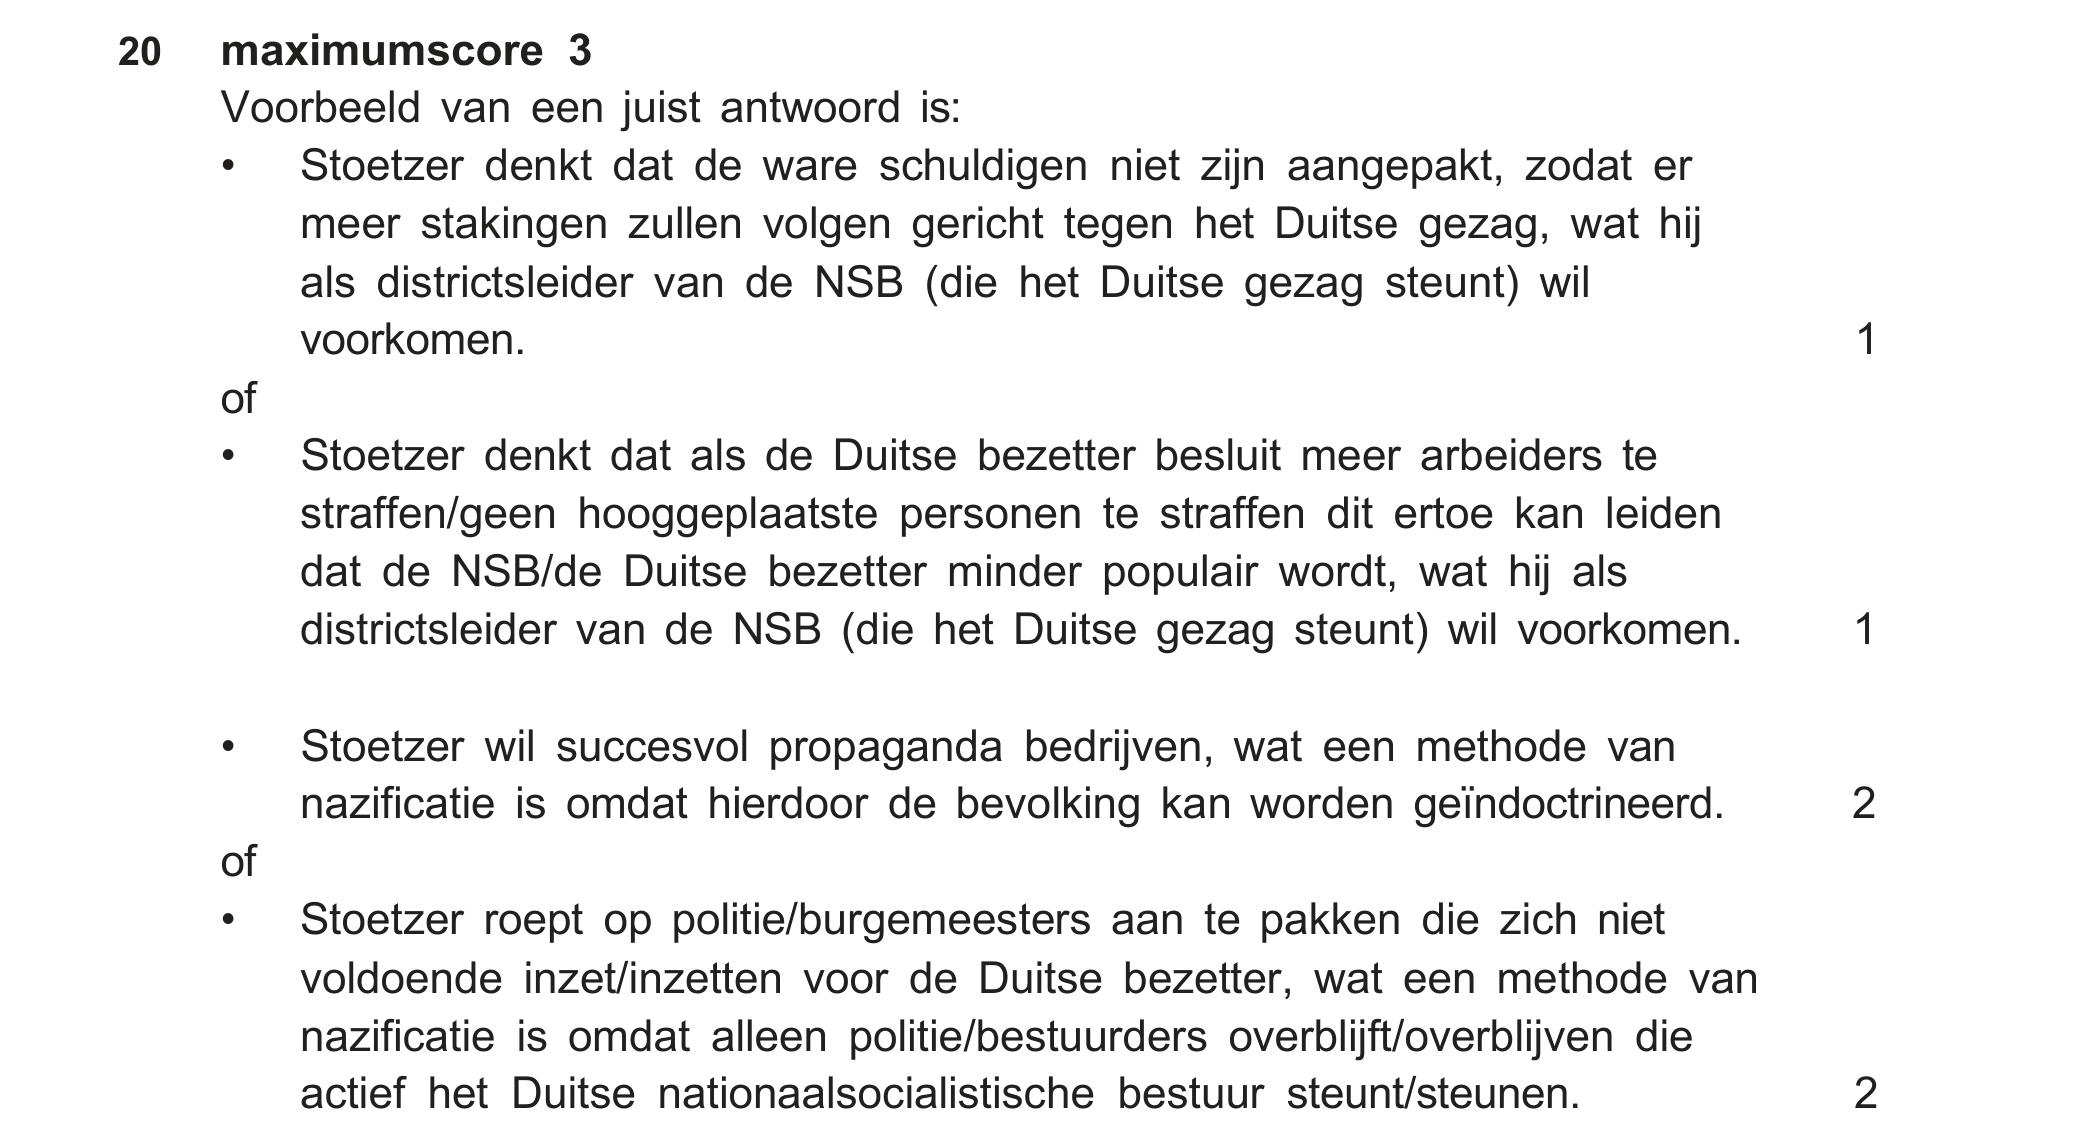 20 maximumscore 3
Voorbeeld van een juist antwoord is:
• Stoetzer denkt dat de ware schuldigen niet zijn aangepakt, zodat er
meer stakingen zullen volgen gericht tegen het Duitse gezag, wat hij
als districtsleider van de NSB (die het Duitse gezag steunt) wil
voorkomen. 1
of
• Stoetzer denkt dat als de Duitse bezetter besluit meer arbeiders te
straffen/geen hooggeplaatste personen te straffen dit ertoe kan leiden
dat de NSB/de Duitse bezetter minder populair wordt, wat hij als
districtsleider van de NSB (die het Duitse gezag steunt) wil voorkomen. 1
• Stoetzer wil succesvol propaganda bedrijven, wat een methode van
nazificatie is omdat hierdoor de bevolking kan worden geïndoctrineerd. 2
of
• Stoetzer roept op politie/burgemeesters aan te pakken die zich niet
voldoende inzet/inzetten voor de Duitse bezetter, wat een methode van
nazificatie is omdat alleen politie/bestuurders overblijft/overblijven die
actief het Duitse nationaalsocialistische bestuur steunt/steunen. 2